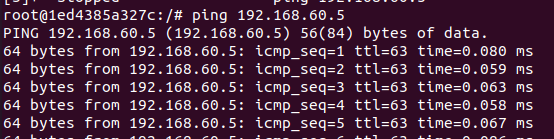 root@1ed4385a327c:/# ping 192.168.60.5
PING 192.168.60.5 (192.168.60.5) 56(84) bytes of data.
64 bytes from 192.168.60.5: icmp_seq=1 ttl=63 time=0.080 ms
64 bytes from 192.168.60.5: icmp_seq=2 ttl=63 time=0.059 ms
64 bytes from 192.168.60.5: icmp_seq=3 ttl=63 time=0.063 ms
64 bytes from 192.168.60.5: icmp_seq=4 ttl=63 time=0.058 ms
64 bytes from 192.168.60.5: icmp_seq=5 ttl=63 time=0.067 ms